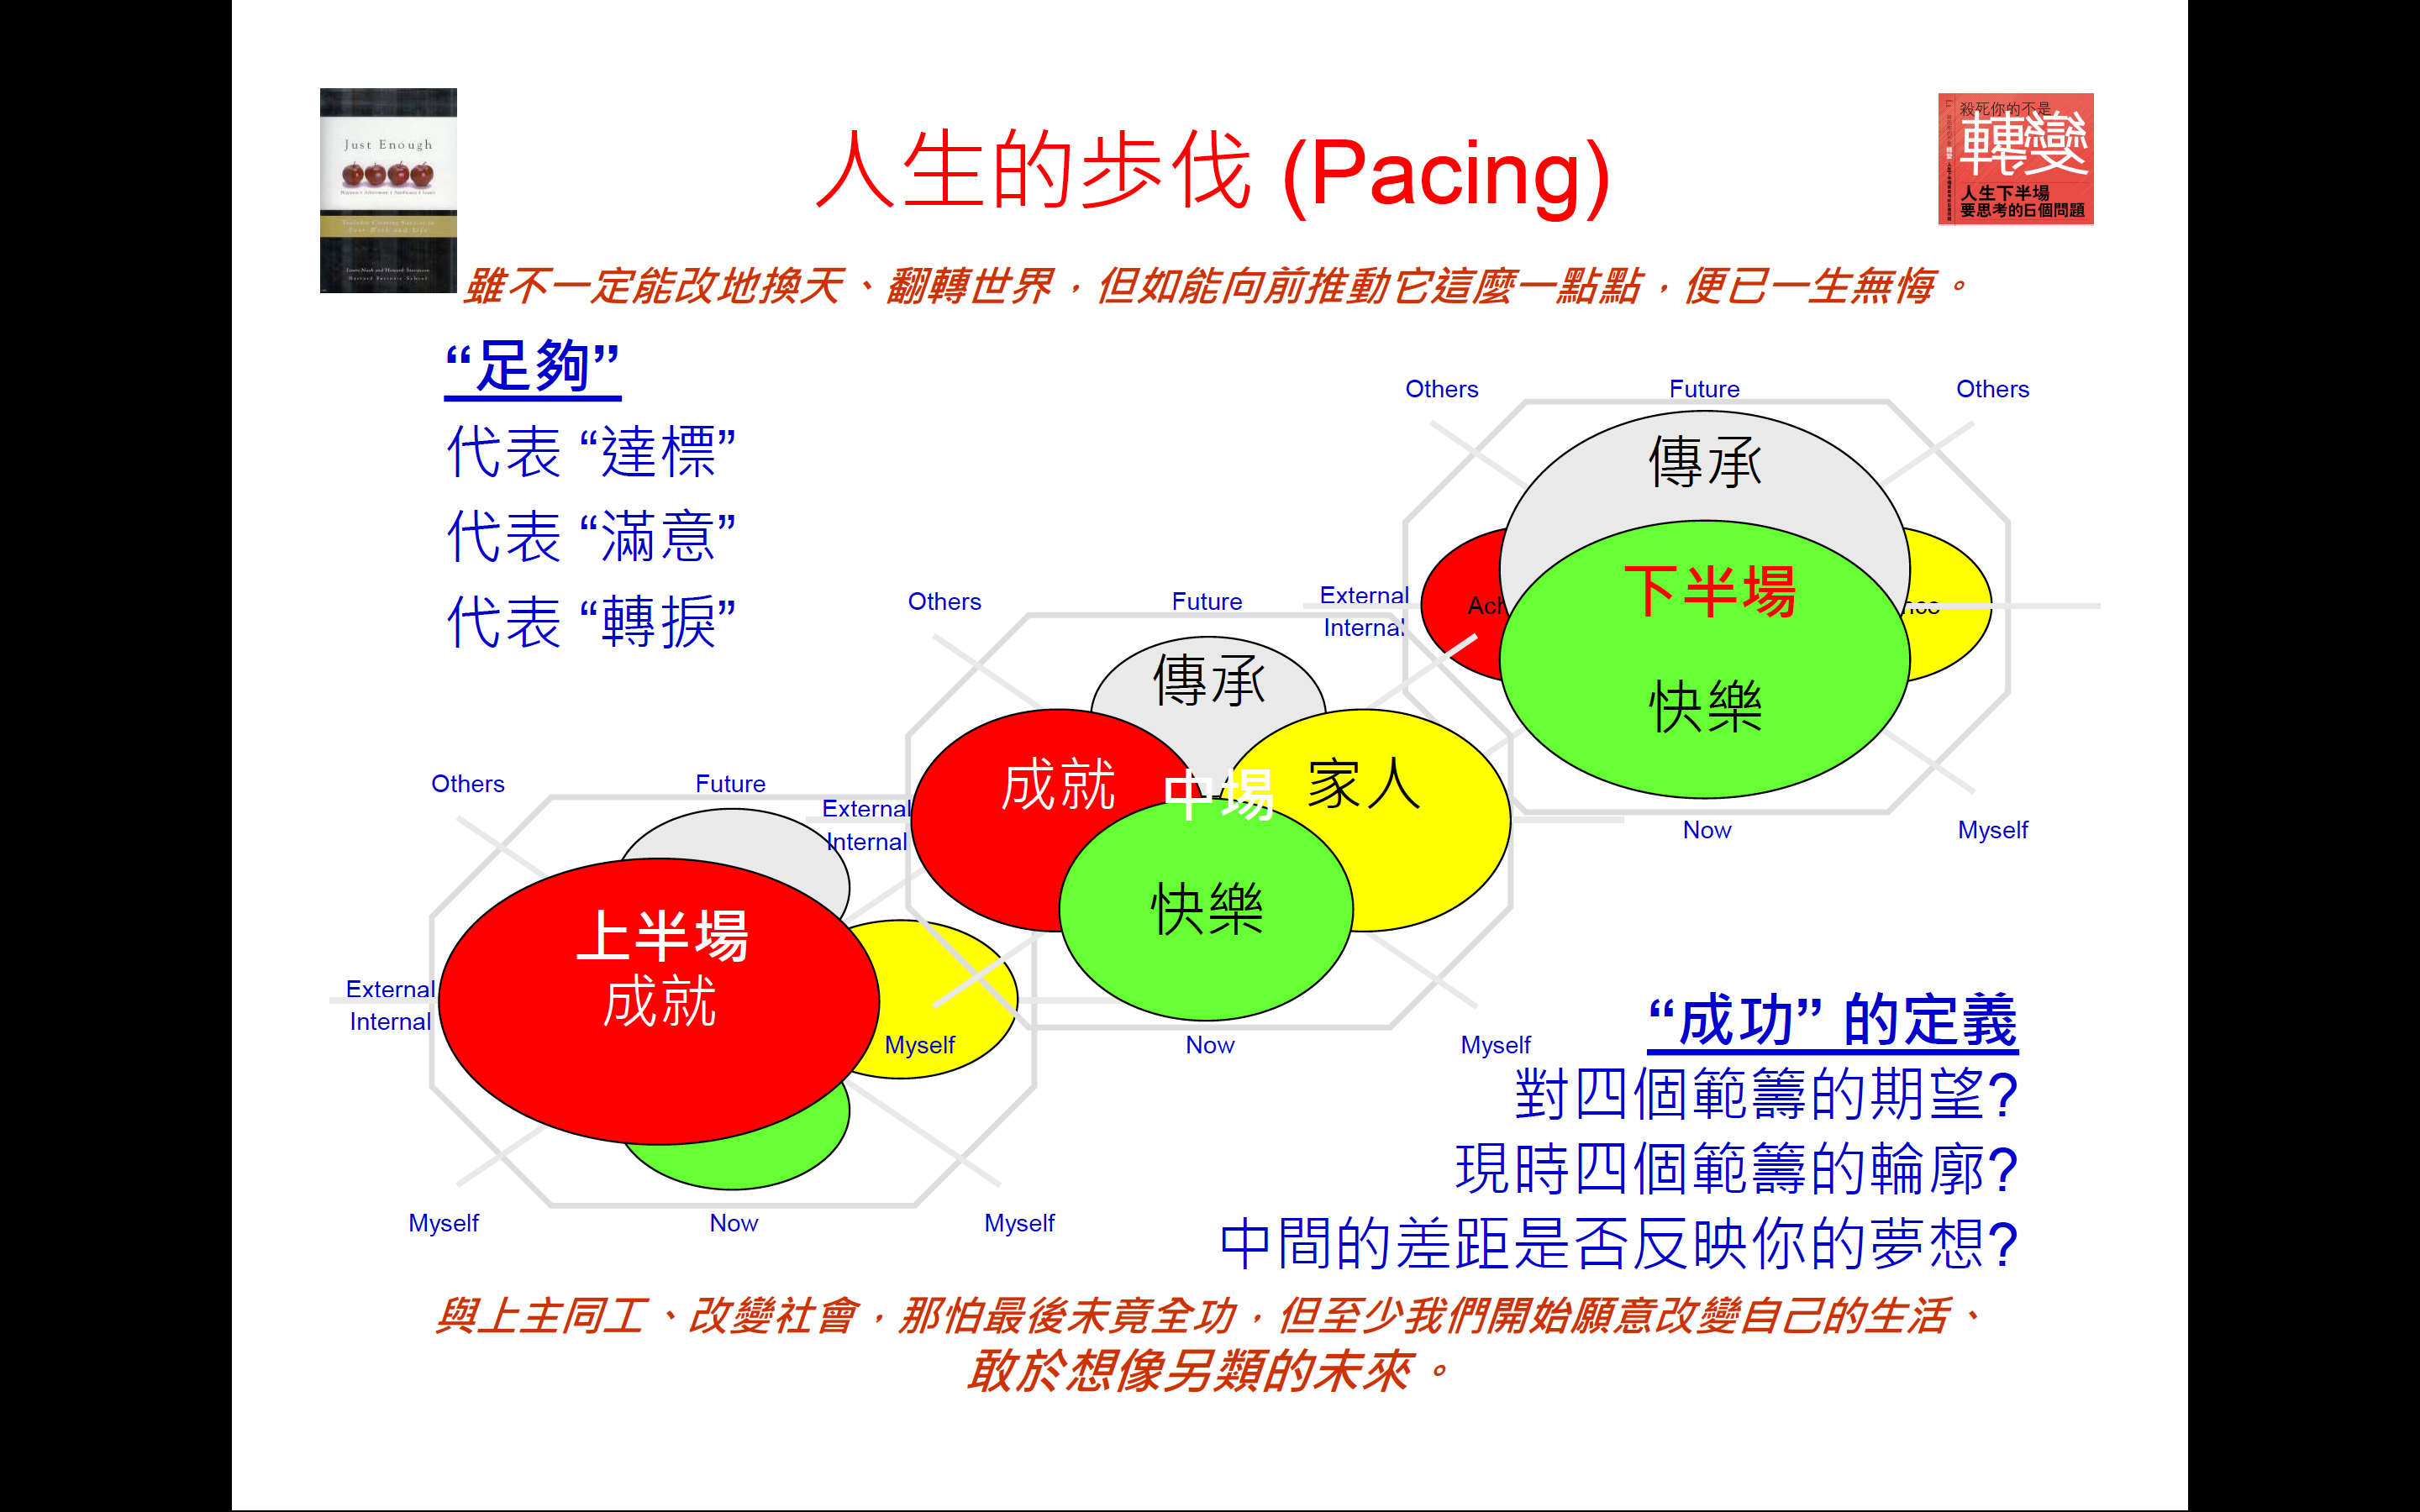 Just Enough
殺死你的不是
轉變
人生下半場
要思考的6個問題
人生的歩伐 (Pacing)
雖不一定能改地換天、翻轉世界，但如能向前推動它這麼一點點，便已一生無悔。
“足夠”
代表 “達標”
代表 “滿意”
代表 “轉捩”
Others
Future
Others
傳承
External
Internal
Ach
下半場
nce
快樂
Now
Myself
Others
Future
傳承
External
Internal
成就
中場
家人
快樂
Now
Myself
Others
Future
External
Internal
上半場
成就
Myself
Myself
Now
Myself
“成功” 的定義
對四個範籌的期望?
現時四個範籌的輪廓?
中間的差距是否反映你的夢想?
與上主同工、改變社會，那怕最後未竟全功，但至少我們開始願意改變自己的生活、
敢於想像另類的未來。